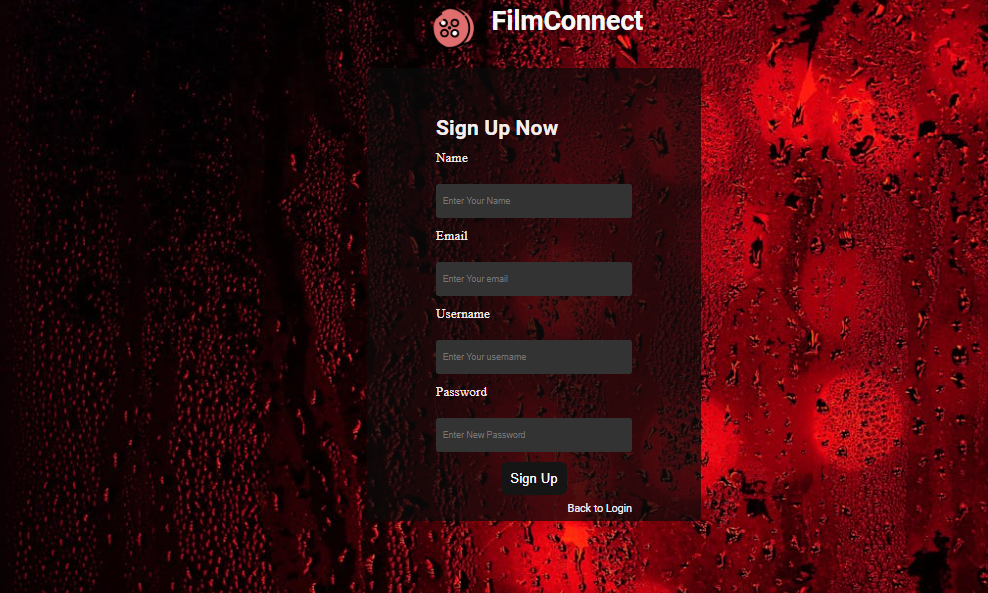 FilmConnect
Sign Up Now
Name
Enter Your Name
Email
Enter Your email
Username
Enter Your username
Password
Enter New Password
Sign Up
Back to Login